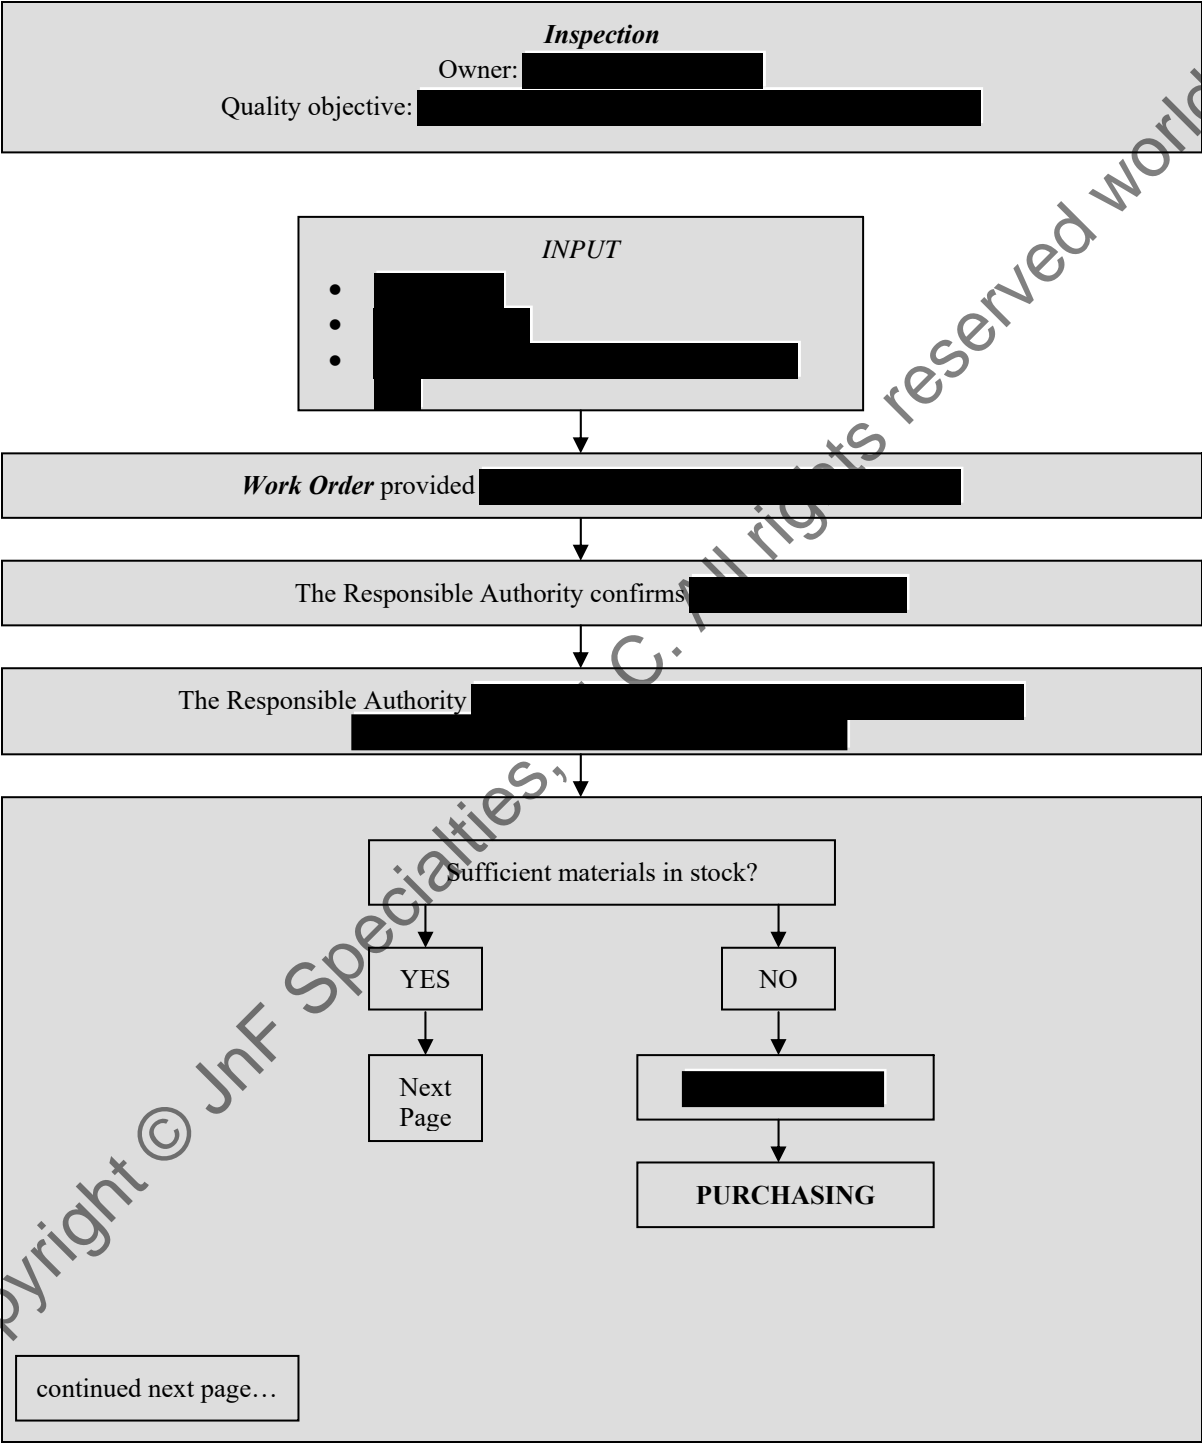 Inspection
Owner:
Quality objective:
INPUT
•
•
•
Work Order provided
The Responsible Authority confirms
The Responsible Authority
Sufficient materials in stock?
YES
NO
Next
Page
PURCHASING
continued next page…
pyright © JnF Specialties, C. All rights reserved world